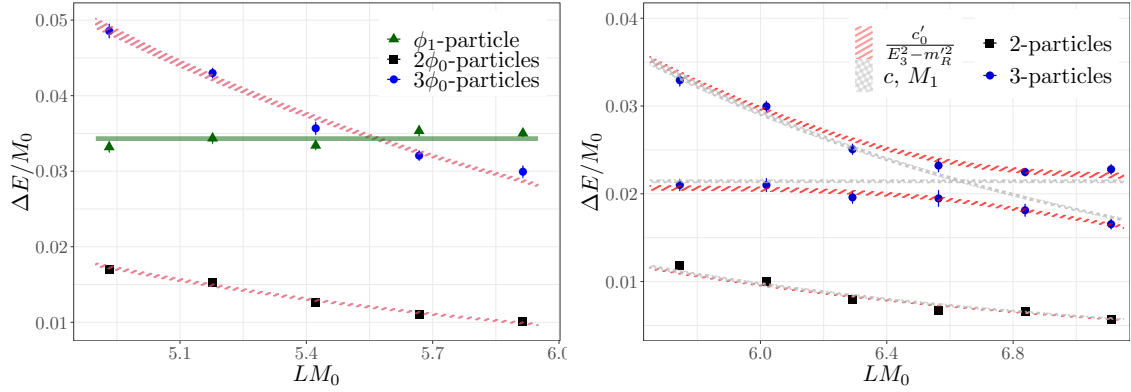 0.05
0.04
0.03
0.02
0.01
ΔE/M₀
5.1
5.4
5.7
6.0
LM₀
ϕ₁-particle
2ϕ₀-particles
3ϕ₀-particles
0.04
0.03
0.02
0.01
ΔE/M₀
6.0
6.4
6.8
LM₀
c′₀
E₃²−m′²_R
c, M₁
2-particles
3-particles